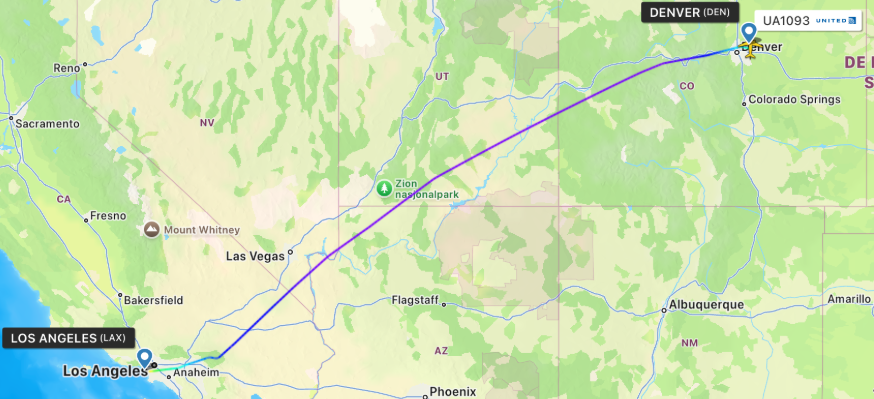 DENVER (DEN)
UA1093 UNITED
Denver
DE F
S
Reno
UT
CO
Colorado Springs
Sacramento
NV
Zion
nasjonalpark
CA
Fresno
Mount Whitney
Las Vegas
Bakersfield
Flagstaff
Albuquerque
Amarillo
LOS ANGELES (LAX)
NM
AZ
Los Angeles
Anaheim
Phoenix